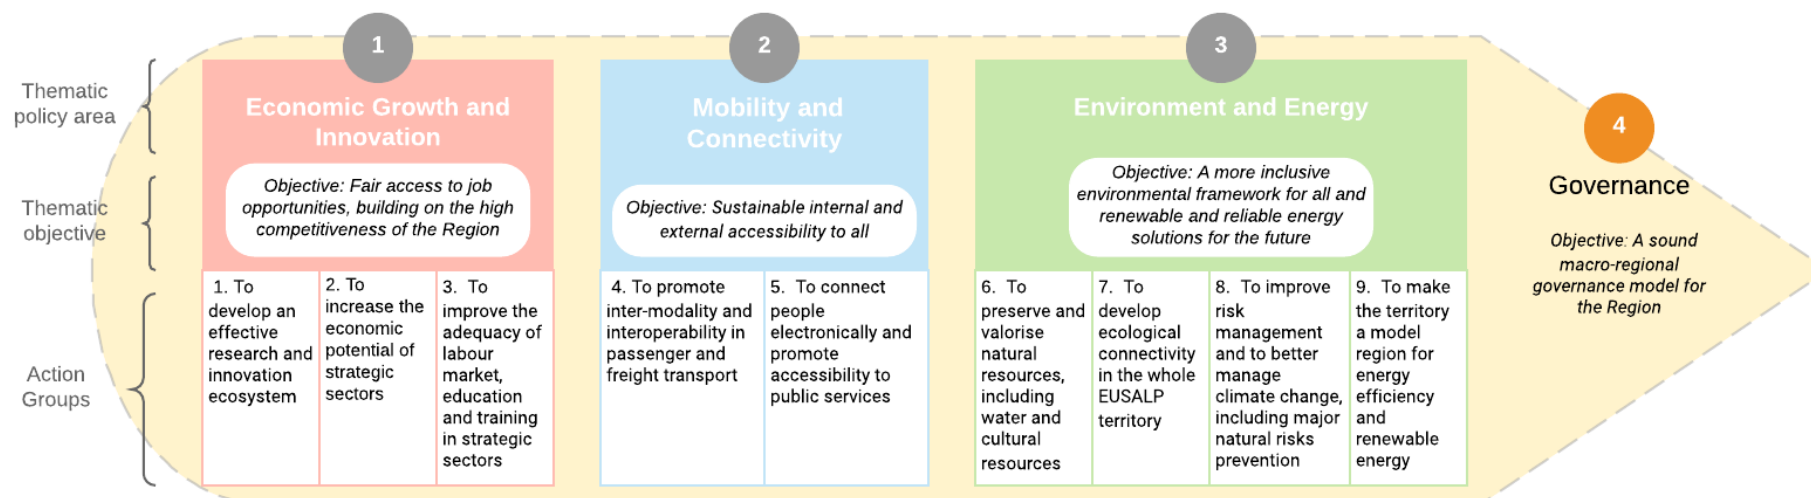 1
2
3
4
Thematic
policy area
Thematic
objective
Action
Groups
Economic Growth and
Innovation
Objective: Fair access to job
opportunities, building on the high
competitiveness of the Region
1. To
develop an
effective
research and
innovation
ecosystem
2. To
increase the
economic
potential of
strategic
sectors
3. To
improve the
adequacy of
labour
market,
education
and training
in strategic
sectors
Mobility and
Connectivity
Objective: Sustainable internal and
external accessibility to all
4. To promote
inter-modality and
interoperability in
passenger and
freight transport
5. To connect
people
electronically and
promote
accessibility to
public services
Environment and Energy
Objective: A more inclusive
environmental framework for all and
renewable and reliable energy
solutions for the future
6. To
preserve and
valorise
natural
resources,
including
water and
cultural
resources
7. To
develop
ecological
connectivity
in the whole
EUSALP
territory
8. To improve
risk
management
and to better
manage
climate change,
including major
natural risks
prevention
9. To make
the territory
a model
region for
energy
efficiency
and
renewable
energy
Governance
Objective: A sound
macro-regional
governance model for
the Region